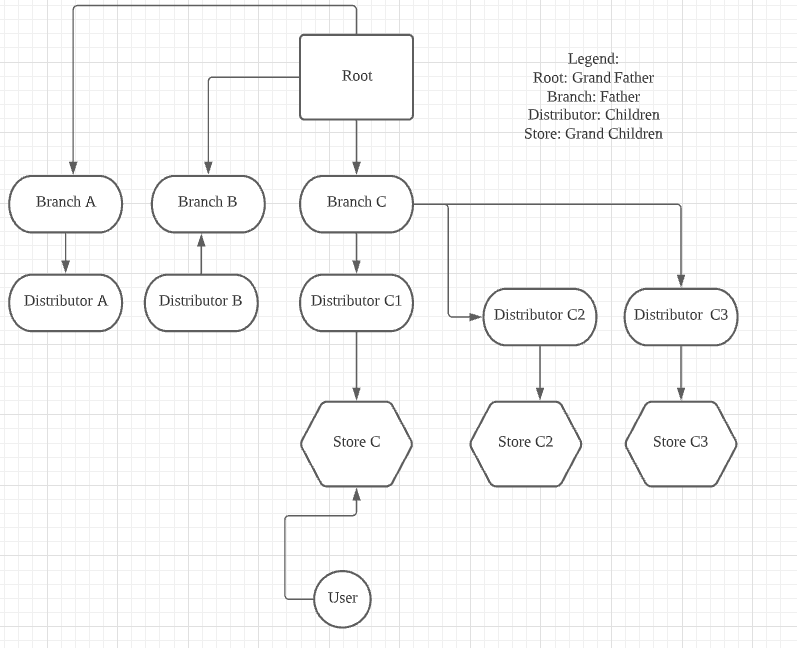 Root
Legend:
Root: Grand Father
Branch: Father
Distributor: Children
Store: Grand Children
Branch A
Branch B
Branch C
Distributor A
Distributor B
Distributor C1
Distributor C2
Distributor  C3
Store C
Store C2
Store C3
User